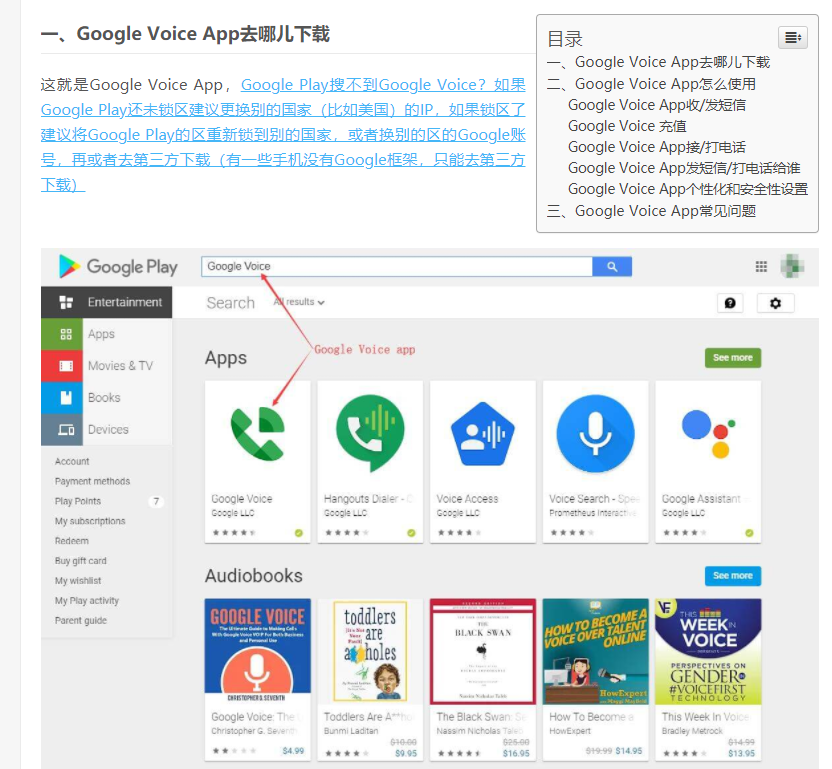 一、Google Voice App去哪儿下载
这就是Google Voice App，Google Play搜不到Google Voice？如果
Google Play还未锁区建议更换别的国家（比如美国）的IP，如果锁区了
建议将Google Play的区重新锁到别的国家，或者换别的区的Google账
号，再或者去第三方下载（有一些手机没有Google框架，只能去第三方
下载）
目录
一、Google Voice App去哪儿下载
二、Google Voice App怎么使用
Google Voice App收/发短信
Google Voice 充值
Google Voice App接/打电话
Google Voice App发短信/打电话给谁
Google Voice App个性化和安全性设置
三、Google Voice App常见问题
Google Play
Google Voice
Entertainment
Search
All results
Apps
Movies & TV
Books
Devices
Account
Payment methods
Play Points
7
My subscriptions
Redeem
Buy gift card
My wishlist
My Play activity
Parent guide
Google Voice app
Apps
See more
Google Voice
Google LLC
Hangouts Dialer - C
Google LLC
Voice Access
Google LLC
Voice Search - Spe
Prometheus Interactive
Google Assistant
Google LLC
Audiobooks
See more
GOOGLE VOICE
The Ultimate Guide to Making Calls
With Google Voice VOIP For Both Business
and Personal Use
CHRISTOPHER G. SEVENTH
toddlers
are
a holes
THE
BLACK SWAN
Nassim Nicholas Taleb
HOW TO BECOME A
VOICE OVER TALENT
ONLINE
HowExpert
VF
THIS
WEEK IN
VOICE
PERSPECTIVES ON
GENDER IN
#VOICEFIRST
TECHNOLOGY
Google Voice: The
Christopher G. Seventh
$4.99
Toddlers Are A**ho
Bunmi Laditan
$10.00
$9.95
The Black Swan: S
Nassim Nicholas Taleb
$25.00
$16.95
How To Become a
HowExpert
$19.99 $14.95
This Week In Voice
Bradley Metrock
$14.99
$13.95